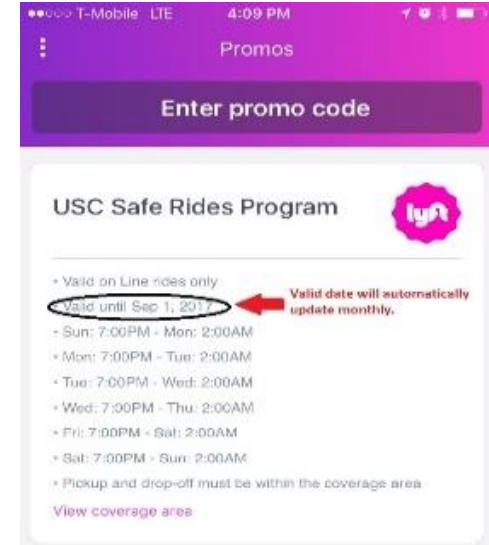 T-Mobile LTE 4:09 PM
Promos
Enter promo code
USC Safe Rides Program
lyft
• Valid on Line rides only
• Valid until Sep 1, 2017
Valid date will automatically
update monthly.
• Sun: 7:00PM - Mon: 2:00AM
• Mon: 7:00PM - Tue: 2:00AM
• Tue: 7:00PM - Wed: 2:00AM
• Wed: 7:00PM - Thu: 2:00AM
• Fri: 7:00PM - Sat: 2:00AM
• Sat: 7:00PM - Sun: 2:00AM
• Pickup and drop-off must be within the coverage area
View coverage area